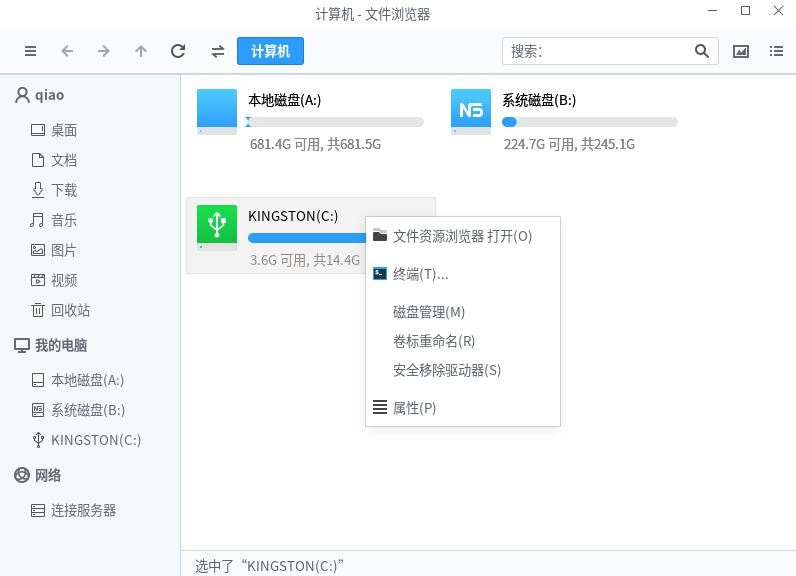 计算机 - 文件浏览器
计算机
搜索：
qiao
桌面
文档
下载
音乐
图片
视频
回收站
我的电脑
本地磁盘(A:)
系统磁盘(B:)
KINGSTON(C:)
网络
连接服务器
本地磁盘(A:)
681.4G 可用, 共681.5G
NS
系统磁盘(B:)
224.7G 可用, 共245.1G
KINGSTON(C:)
3.6G 可用, 共14.4G
文件资源浏览器 打开(O)
终端(T)...
磁盘管理(M)
卷标重命名(R)
安全移除驱动器(S)
属性(P)
选中了“KINGSTON(C:)”